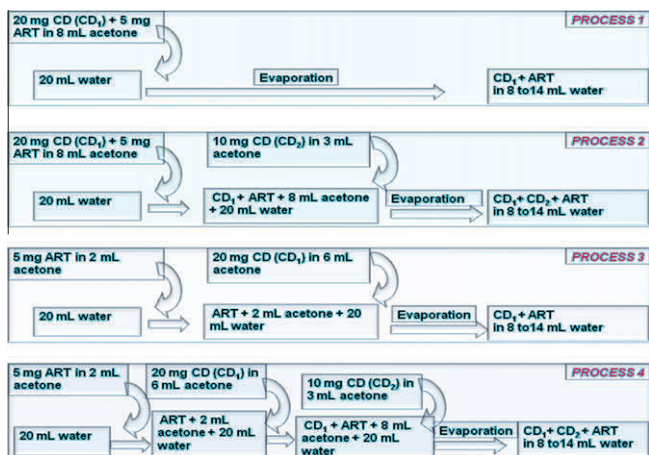 20 mg CD (CD₁) + 5 mg
ART in 8 mL acetone
PROCESS 1
20 mL water
Evaporation
CD₁ + ART
in 8 to14 mL water
20 mg CD (CD₁) + 5 mg
ART in 8 mL acetone
10 mg CD (CD₂) in 3 mL
acetone
PROCESS 2
20 mL water
CD₁ + ART + 8 mL acetone
+ 20 mL water
Evaporation
CD₁ + CD₂ + ART
in 8 to14 mL water
5 mg ART in 2 mL
acetone
20 mg CD (CD₁) in 6 mL
acetone
PROCESS 3
20 mL water
ART + 2 mL acetone + 20
mL water
Evaporation
CD₁ + ART
in 8 to14 mL water
5 mg ART in 2 mL
acetone
20 mg CD (CD₁) in
6 mL acetone
10 mg CD (CD₂) in
3 mL acetone
PROCESS 4
20 mL water
ART + 2 mL
acetone + 20 mL
water
CD₁ + ART + 8 mL
acetone + 20 mL
water
Evaporation
CD₁ + CD₂ + ART
in 8 to14 mL water